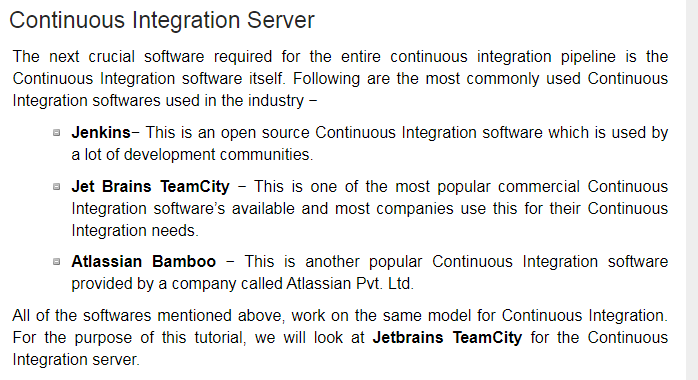 Continuous Integration Server
The next crucial software required for the entire continuous integration pipeline is the
Continuous Integration software itself. Following are the most commonly used Continuous
Integration softwares used in the industry −
Jenkins− This is an open source Continuous Integration software which is used by
a lot of development communities.
Jet Brains TeamCity − This is one of the most popular commercial Continuous
Integration software's available and most companies use this for their Continuous
Integration needs.
Atlassian Bamboo − This is another popular Continuous Integration software
provided by a company called Atlassian Pvt. Ltd.
All of the softwares mentioned above, work on the same model for Continuous Integration.
For the purpose of this tutorial, we will look at Jetbrains TeamCity for the Continuous
Integration server.